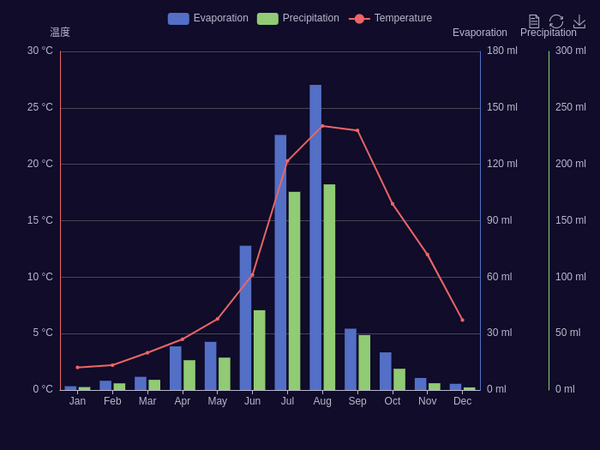 Evaporation Precipitation Temperature
温度 Evaporation Precipitation
30 °C 180 ml 300 ml
25 °C 150 ml 250 ml
20 °C 120 ml 200 ml
15 °C 90 ml 150 ml
10 °C 60 ml 100 ml
5 °C 30 ml 50 ml
0 °C 0 ml 0 ml
Jan Feb Mar Apr May Jun Jul Aug Sep Oct Nov Dec